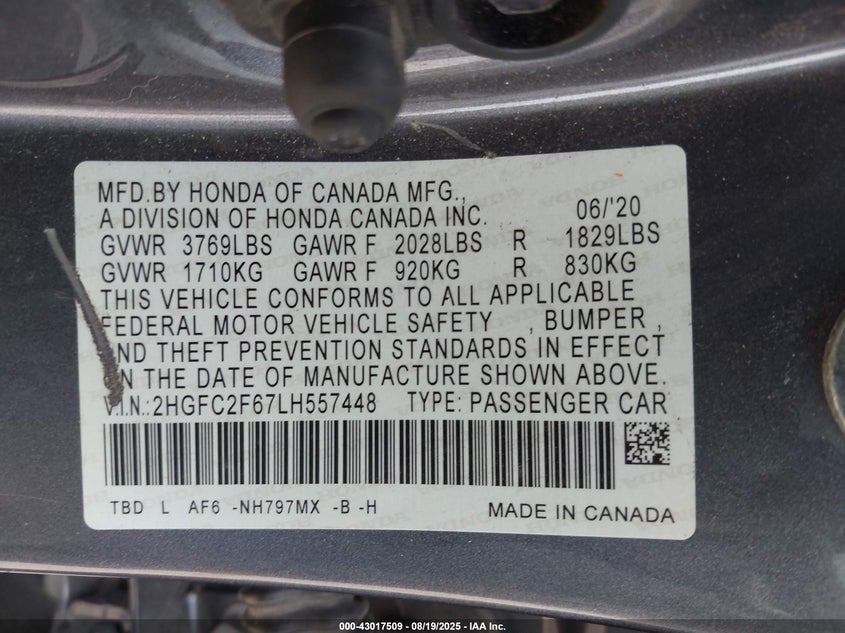 MFD.BY HONDA OF CANADA MFG.,
A DIVISION OF HONDA CANADA INC. 06/'20
GVWR 3769LBS GAWR F 2028LBS R 1829LBS
GVWR 1710KG GAWR F 920KG R 830KG
THIS VEHICLE CONFORMS TO ALL APPLICABLE
FEDERAL MOTOR VEHICLE SAFETY , BUMPER ,
AND THEFT PREVENTION STANDARDS IN EFFECT
ON THE DATE OF MANUFACTURE SHOWN ABOVE.
V.I.N.:2HGFC2F67LH557448 TYPE: PASSENGER CAR
TBD L AF6 -NH797MX -B -H MADE IN CANADA
000-43017509 - 08/19/2025 - IAA Inc.